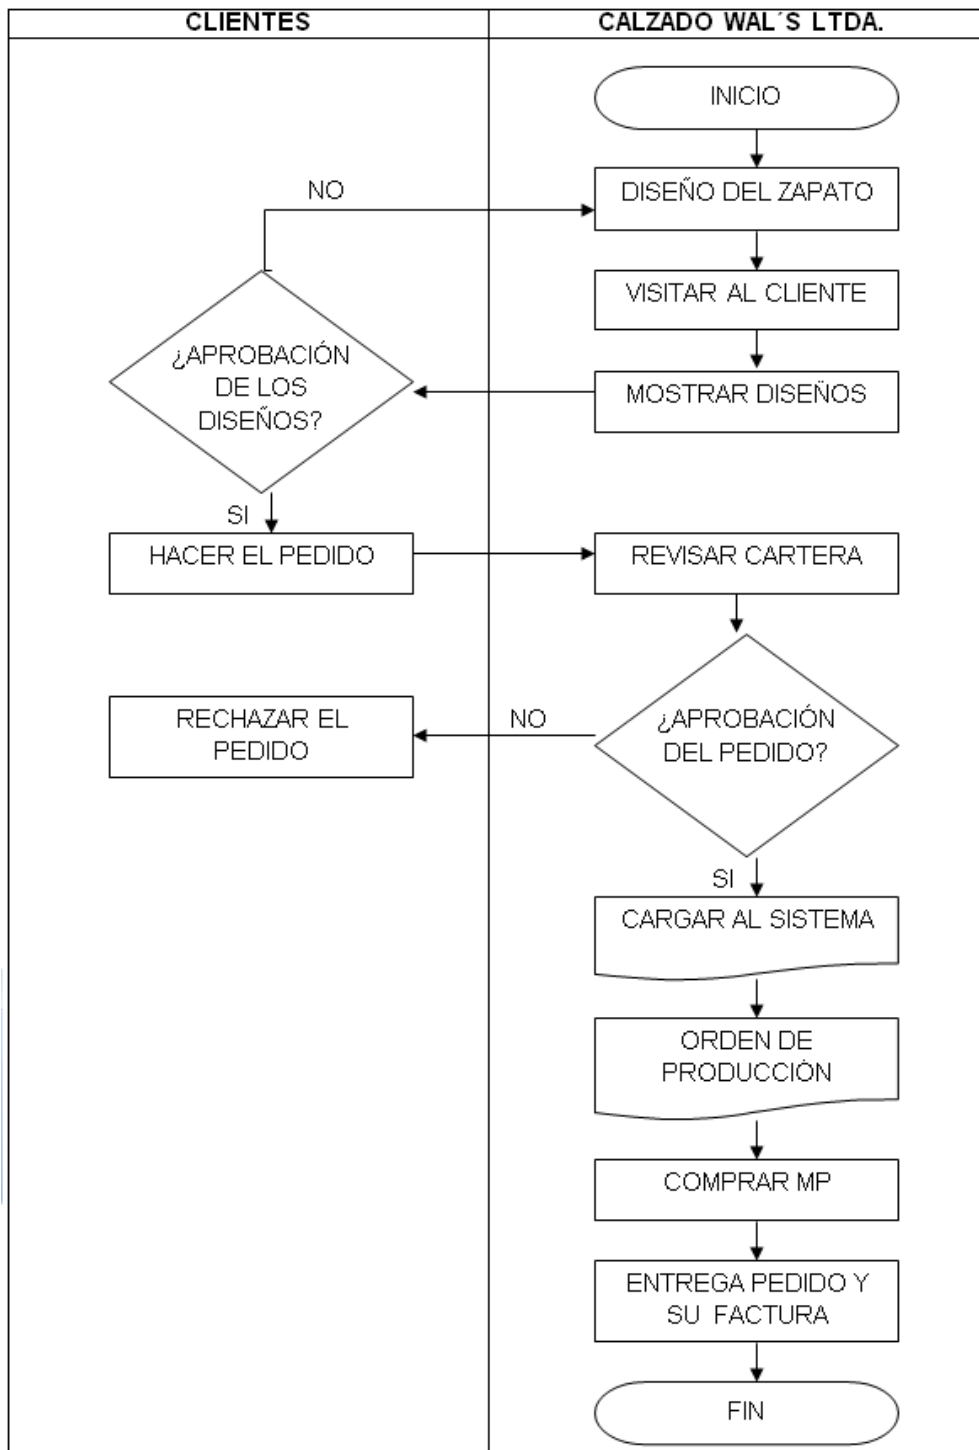 CLIENTES
CALZADO WAL´S LTDA.
INICIO
NO
DISEÑO DEL ZAPATO
VISITAR AL CLIENTE
¿APROBACIÓN
DE LOS
DISEÑOS?
MOSTRAR DISEÑOS
SI
HACER EL PEDIDO
REVISAR CARTERA
RECHAZAR EL
PEDIDO
NO
¿APROBACIÓN
DEL PEDIDO?
SI
CARGAR AL SISTEMA
ORDEN DE
PRODUCCIÓN
COMPRAR MP
ENTREGA PEDIDO Y
SU FACTURA
FIN